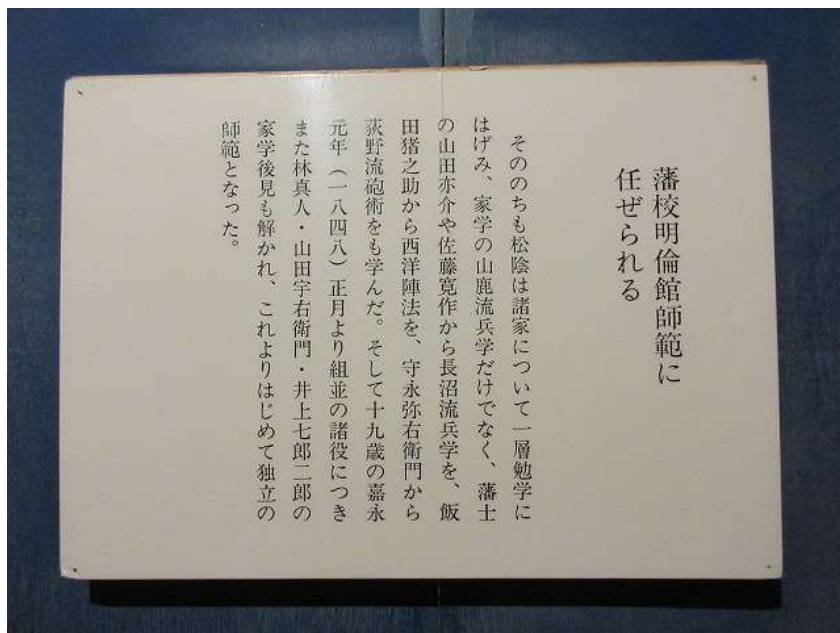 藩校明倫館師範に
任ぜられる
そののちも松陰は諸家について一層勉学に
はげみ、家学の山鹿流兵学だけでなく、藩士
の山田亦介や佐藤寛作から長沼流兵学を、飯
田猪之助から西洋陣法を、守永弥右衛門から
荻野流砲術をも学んだ。そして十九歳の嘉永
元年（一八四八）正月より組並の諸役につき
また林真人・山田宇右衛門・井上七郎二郎の
家学後見も解かれ、これよりはじめて独立の
師範となった。